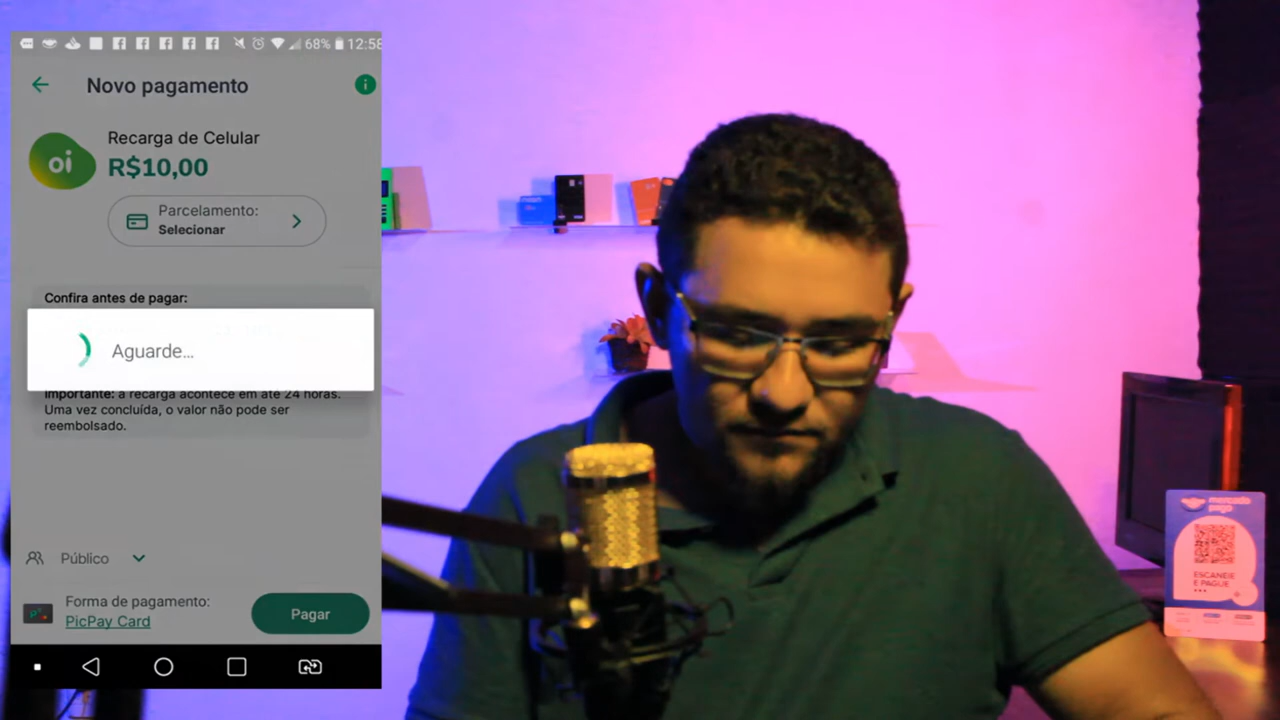 68% 12:58
Novo pagamento
oi
Recarga de Celular
R$10,00
Parcelamento:
Selecionar
Confira antes de pagar:
Aguarde...
Importante: a recarga acontece em até 24 horas.
Uma vez concluída, o valor não pode ser
reembolsado.
Público
Forma de pagamento:
PicPay Card
Pagar
mercado
pago
ESCANEIE
E PAGUE